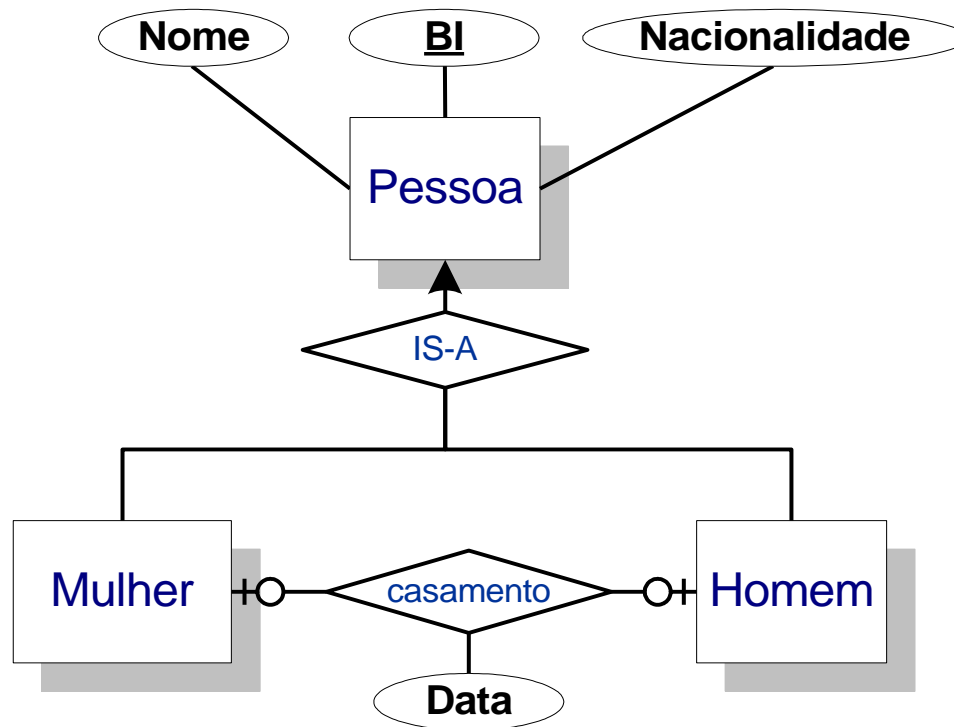 Nome
BI
Nacionalidade
Pessoa
IS-A
Mulher
casamento
Homem
Data